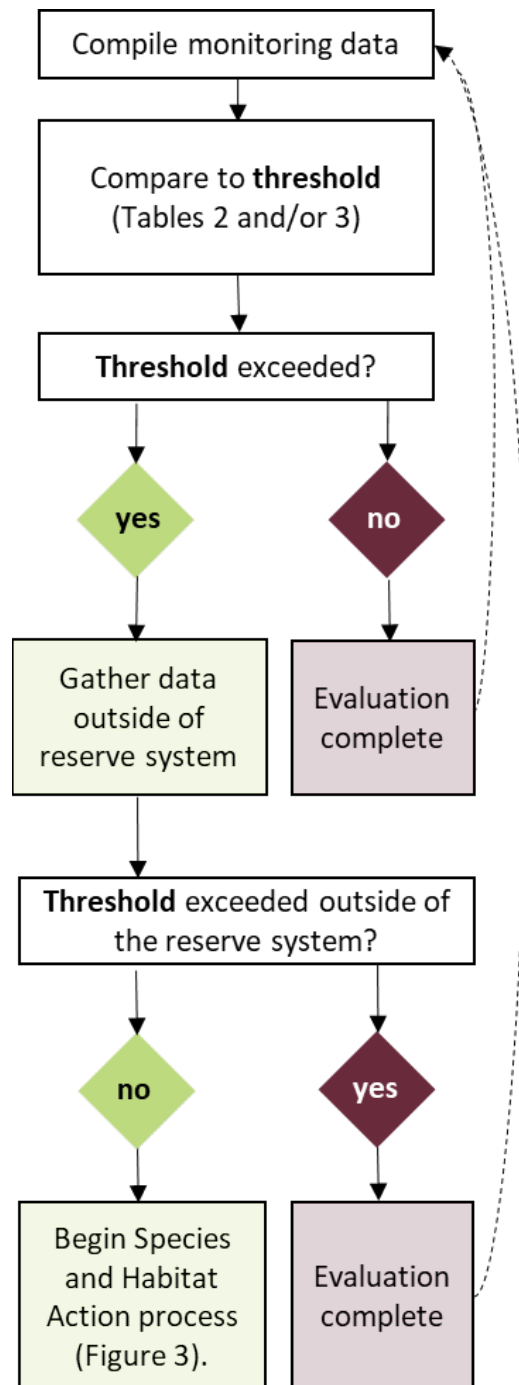 Compile monitoring data
Compare to threshold
(Tables 2 and/or 3)
Threshold exceeded?
yes
no
Gather data
outside of
reserve system
Evaluation
complete
Threshold exceeded outside of
the reserve system?
no
yes
Begin Species
and Habitat
Action process
(Figure 3).
Evaluation
complete